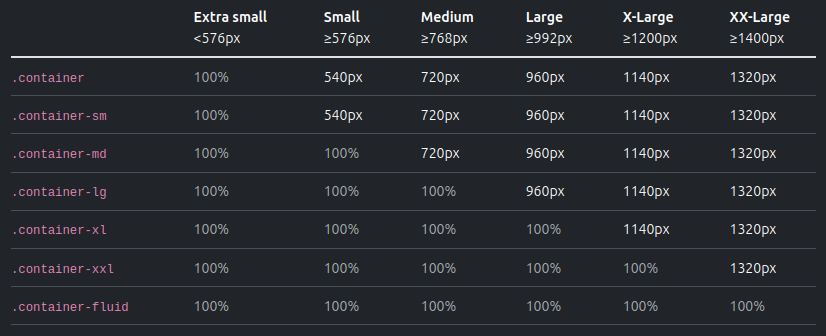 Extra small Small Medium Large X-Large XX-Large
<576px ≥576px ≥768px ≥992px ≥1200px ≥1400px
.container 100% 540px 720px 960px 1140px 1320px
.container-sm 100% 540px 720px 960px 1140px 1320px
.container-md 100% 100% 720px 960px 1140px 1320px
.container-lg 100% 100% 100% 960px 1140px 1320px
.container-xl 100% 100% 100% 100% 1140px 1320px
.container-xxl 100% 100% 100% 100% 100% 1320px
.container-fluid 100% 100% 100% 100% 100% 100%